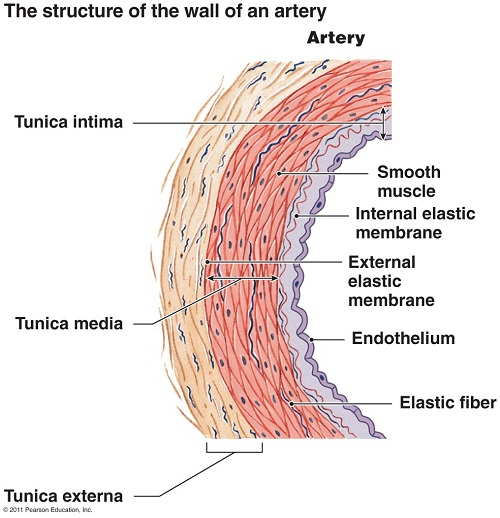 The structure of the wall of an artery
Artery
Tunica intima
Smooth
muscle
Internal elastic
membrane
External
elastic
membrane
Tunica media
Endothelium
Elastic fiber
Tunica externa
© 2011 Pearson Education, Inc.